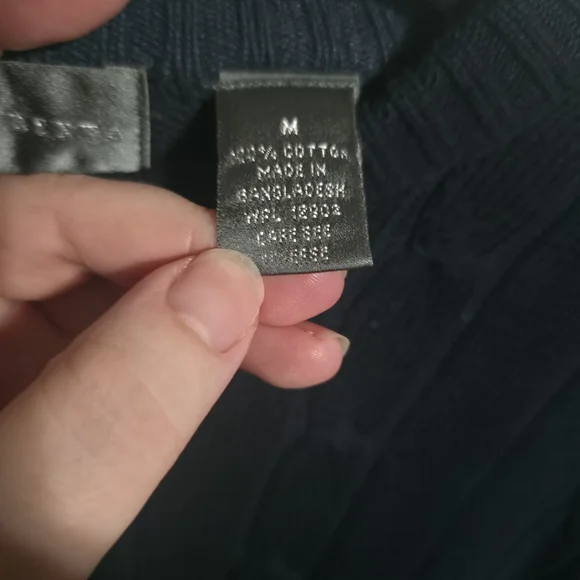 M
100% COTTON
MADE IN
BANGLADESH
WPL 12902
CARE SEE